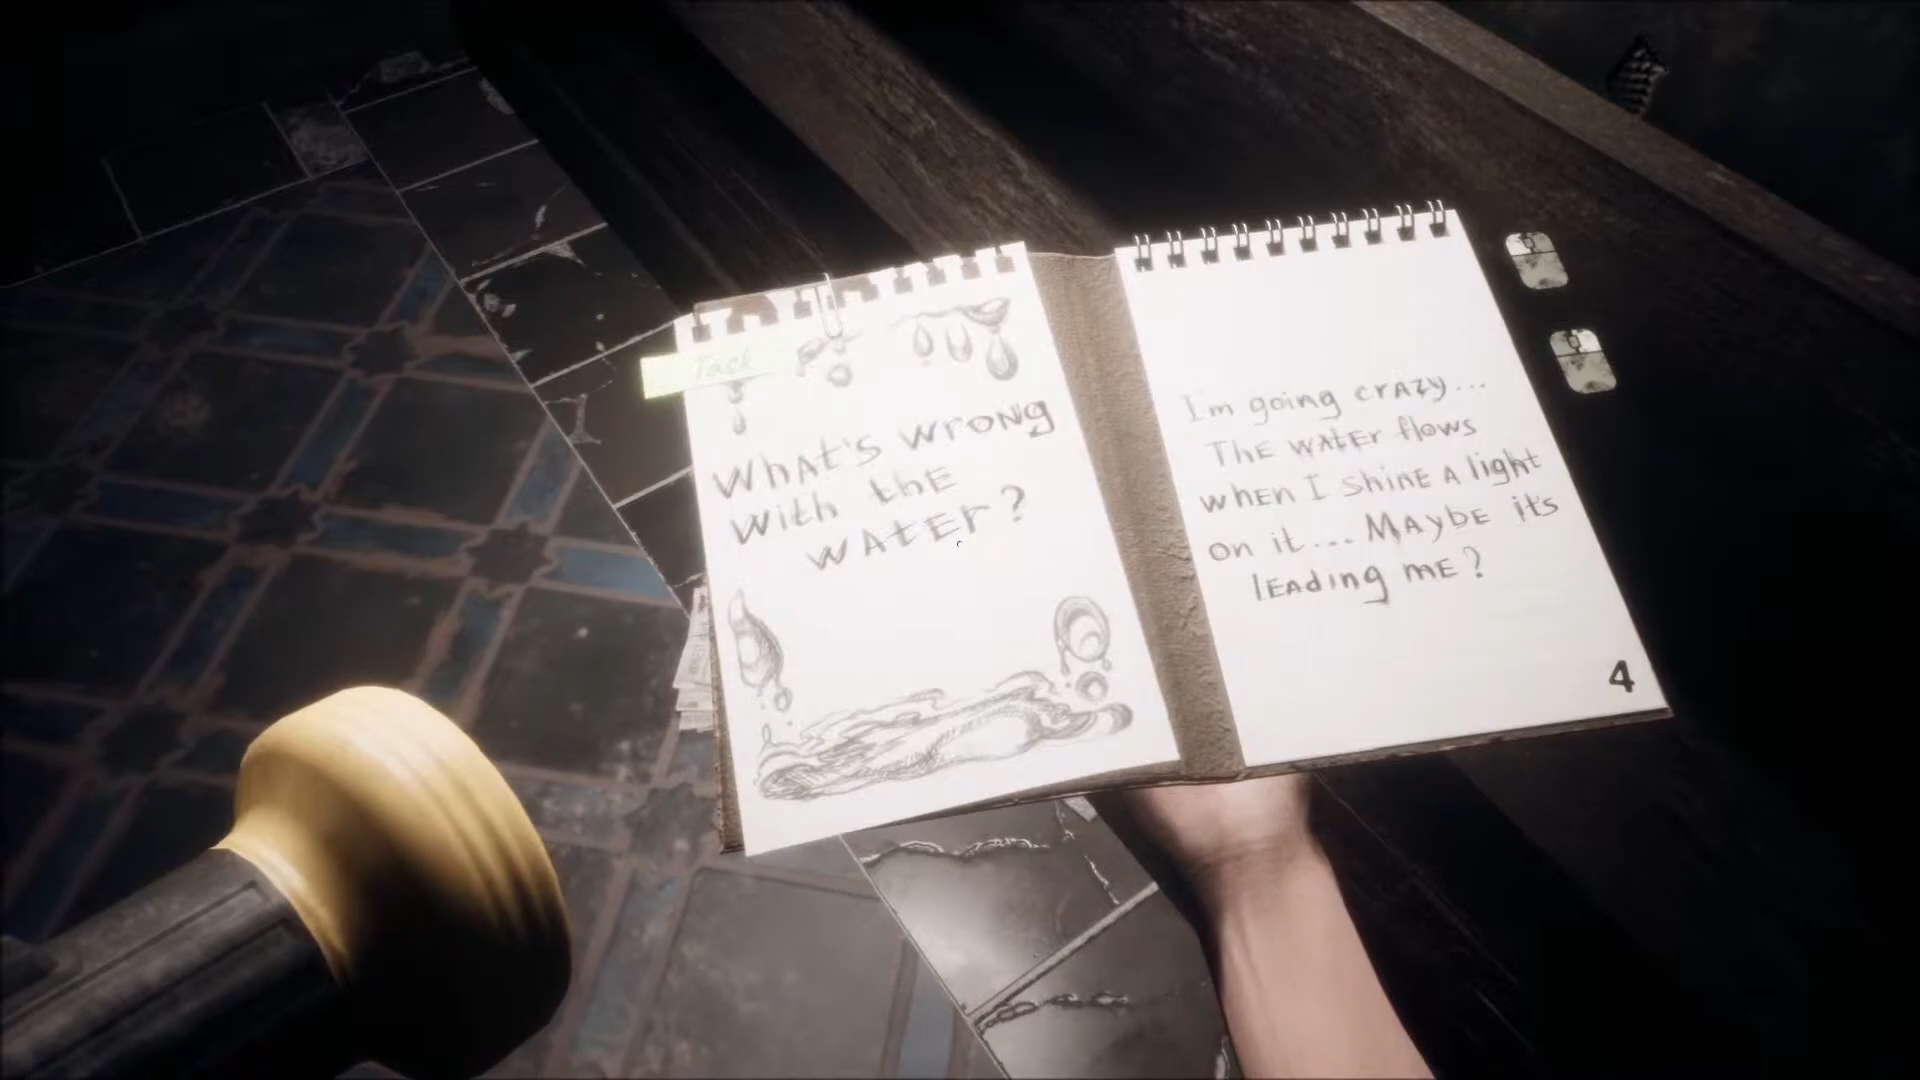 Task
What's wrong
with the
water?
I'm going crazy...
The water flows
when I shine a light
on it... Maybe it's
leading me?
4